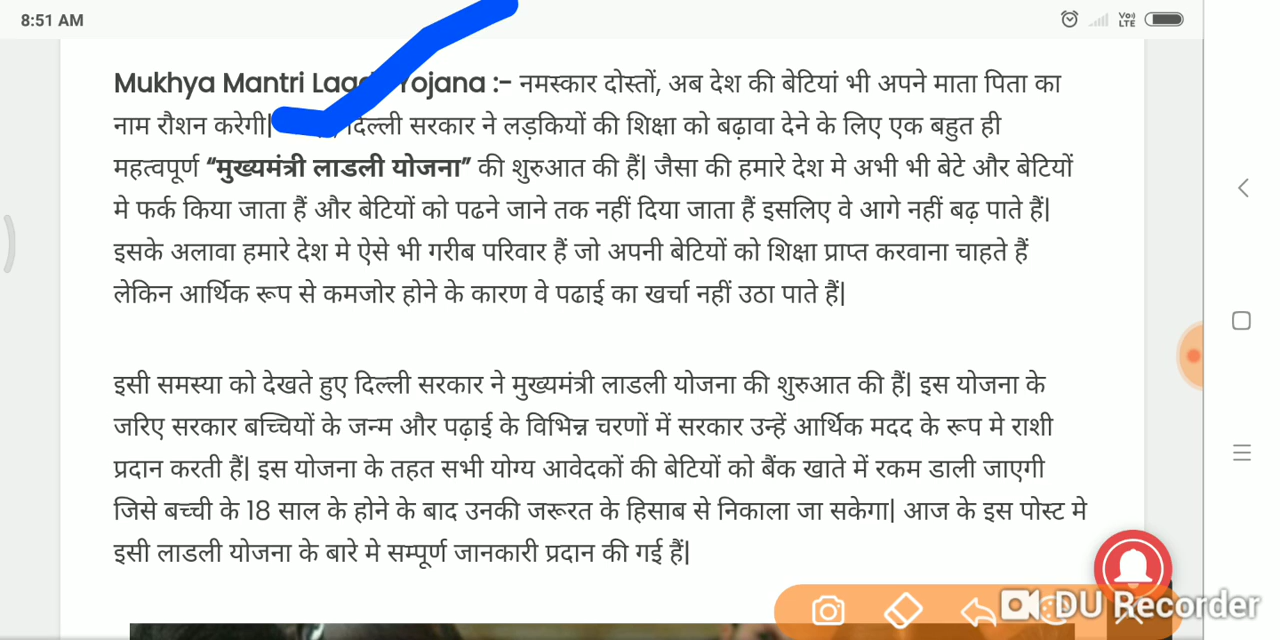 8:51 AM
Vo) LTE
Mukhya Mantri Yojana :- नमस्कार दोस्तों, अब देश की बेटियां भी अपने माता पिता का
नाम रौशन करेगी| दिल्ली सरकार ने लड़कियों की शिक्षा को बढ़ावा देने के लिए एक बहुत ही
महत्वपूर्ण “मुख्यमंत्री लाडली योजना” की शुरुआत की हैं| जैसा की हमारे देश मे अभी भी बेटे और बेटियों
मे फर्क किया जाता हैं और बेटियों को पढने जाने तक नहीं दिया जाता हैं इसलिए वे आगे नहीं बढ़ पाते हैं|
इसके अलावा हमारे देश मे ऐसे भी गरीब परिवार हैं जो अपनी बेटियों को शिक्षा प्राप्त करवाना चाहते हैं
लेकिन आर्थिक रूप से कमजोर होने के कारण वे पढाई का खर्चा नहीं उठा पाते हैं|
इसी समस्या को देखते हुए दिल्ली सरकार ने मुख्यमंत्री लाडली योजना की शुरुआत की हैं| इस योजना के
जरिए सरकार बच्चियों के जन्म और पढ़ाई के विभिन्न चरणों में सरकार उन्हें आर्थिक मदद के रूप मे राशी
प्रदान करती हैं| इस योजना के तहत सभी योग्य आवेदकों की बेटियों को बैंक खाते में रकम डाली जाएगी
जिसे बच्ची के 18 साल के होने के बाद उनकी जरूरत के हिसाब से निकाला जा सकेगा| आज के इस पोस्ट मे
इसी लाडली योजना के बारे मे सम्पूर्ण जानकारी प्रदान की गई हैं|
DU Recorder